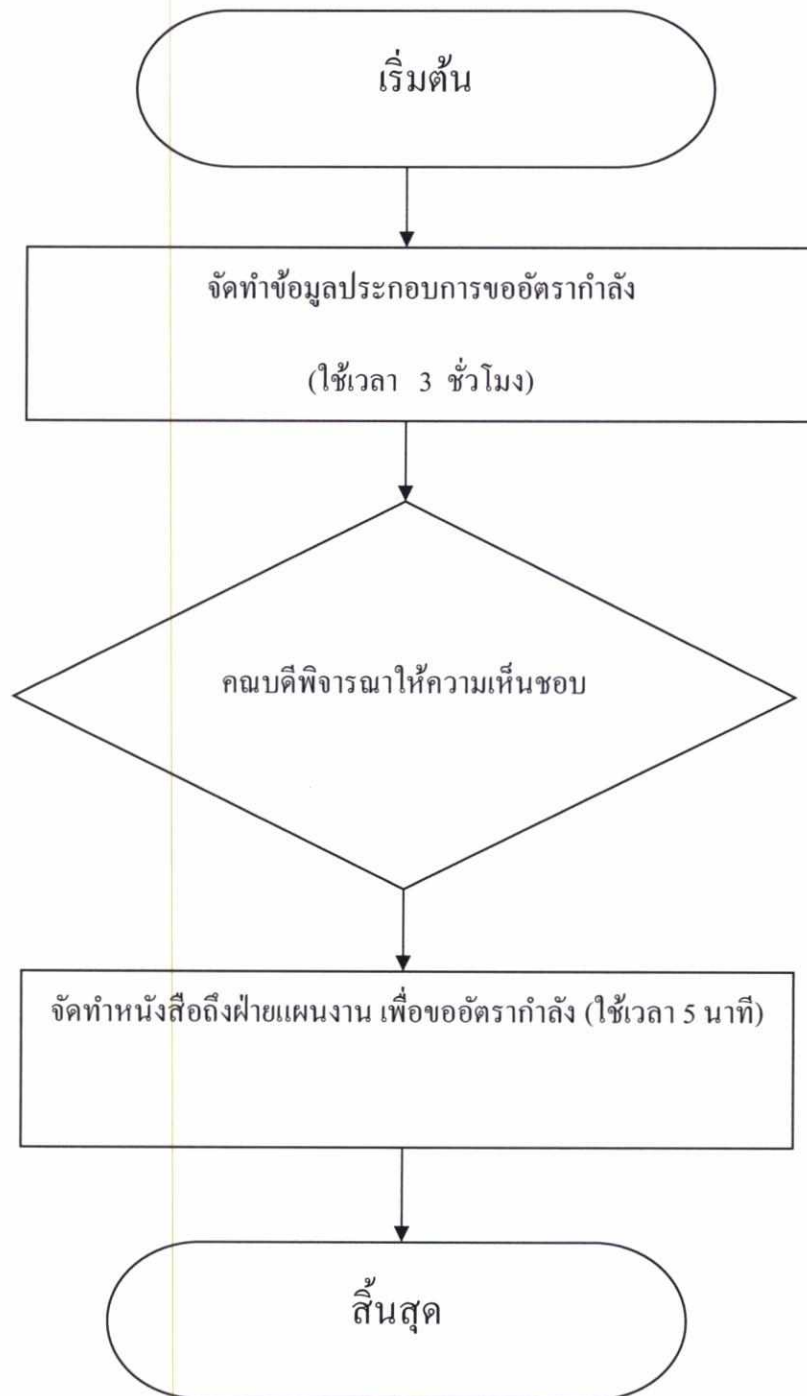 เริ่มต้น
จัดทำข้อมูลประกอบการขออัตรากำลัง
(ใช้เวลา 3 ชั่วโมง)
คณบดีพิจารณาให้ความเห็นชอบ
จัดทำหนังสือถึงฝ่ายแผนงาน เพื่อขออัตรากำลัง (ใช้เวลา 5 นาที)
สิ้นสุด